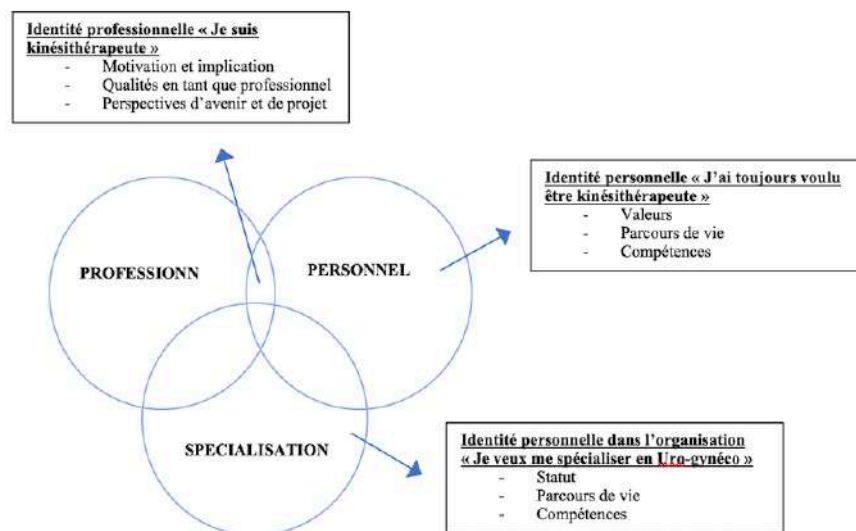 Identité professionnelle « Je suis
kinésithérapeute »
- Motivation et implication
- Qualités en tant que professionnel
- Perspectives d'avenir et de projet
Identité personnelle « J'ai toujours voulu
être kinésithérapeute »
- Valeurs
- Parcours de vie
- Compétences
PROFESSIONN
PERSONNEL
SPECIALISATION
Identité personnelle dans l'organisation
« Je veux me spécialiser en Uro-gynéco »
- Statut
- Parcours de vie
- Compétences